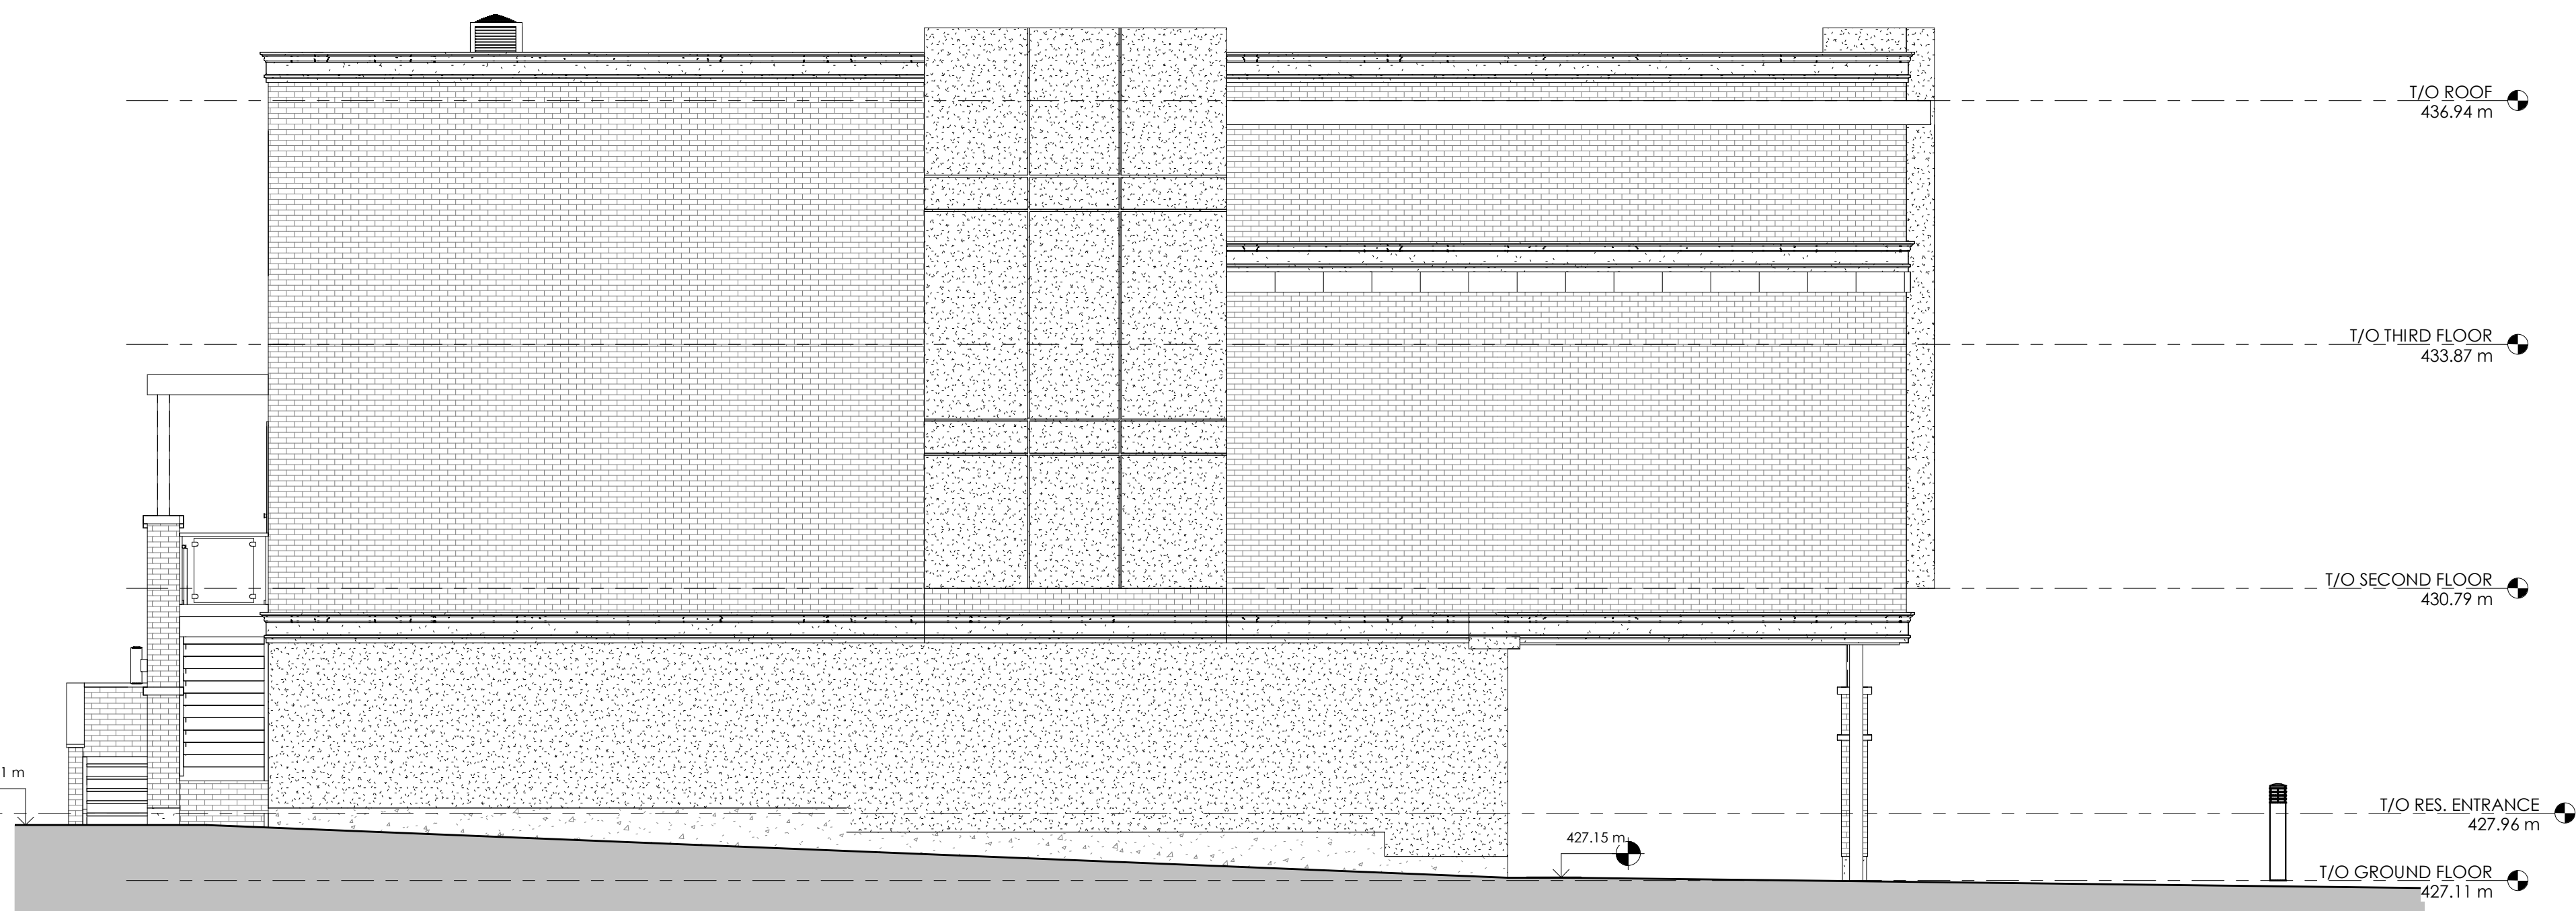 T/O ROOF
436.94 m
T/O THIRD FLOOR
433.87 m
T/O SECOND FLOOR
430.79 m
1 m
T/O RES. ENTRANCE
427.96 m
427.15 m
T/O GROUND FLOOR
427.11 m